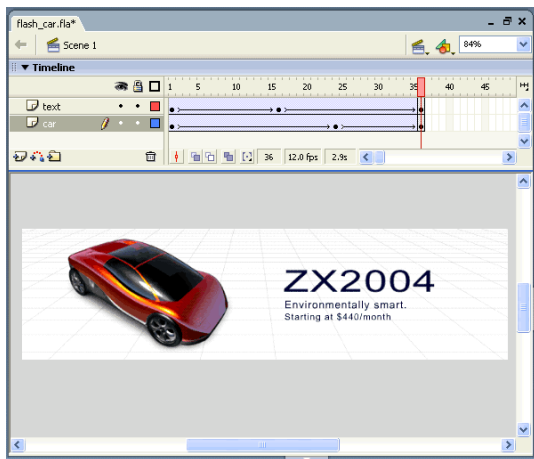 flash_car.fla*
Scene 1
84%
Timeline
1 5 10 15 20 25 30 35 40 45
text
car
36 12.0 fps 2.9s
ZX2004
Environmentally smart.
Starting at $440/month